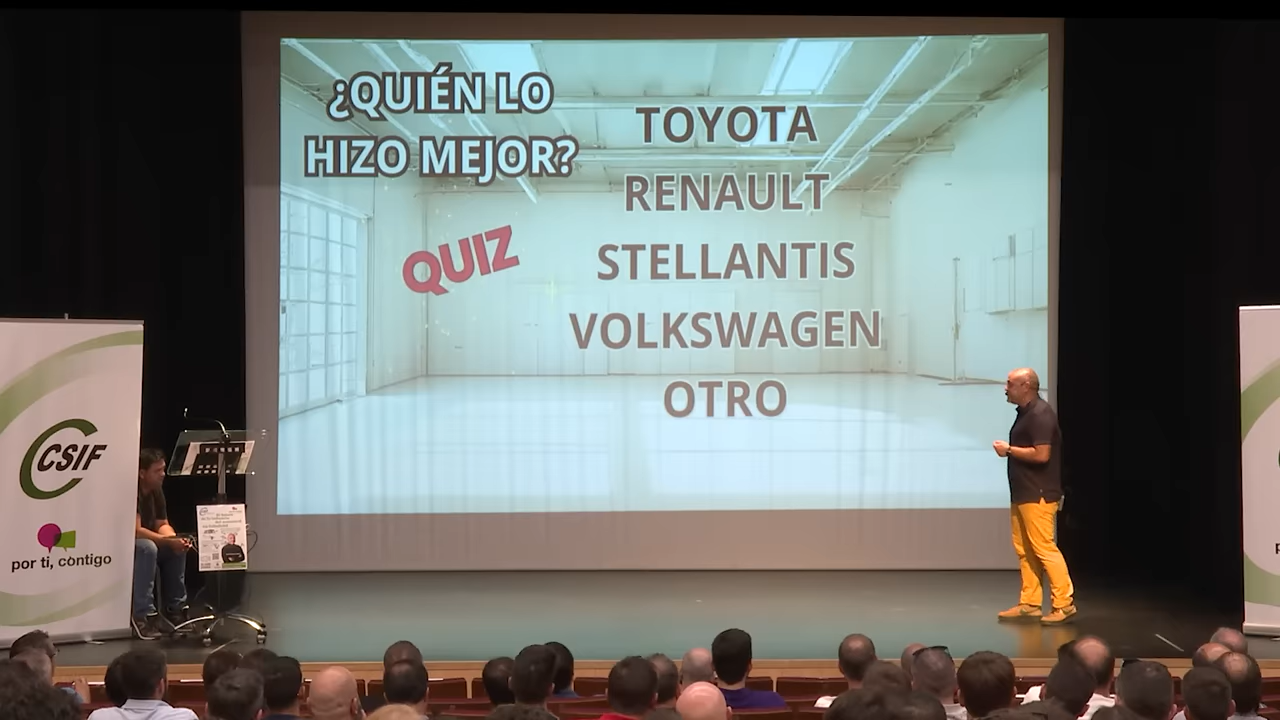 ¿QUIÉN LO
HIZO MEJOR?
QUIZ
TOYOTA
RENAULT
STELLANTIS
VOLKSWAGEN
OTRO
CSIF
por ti, contigo